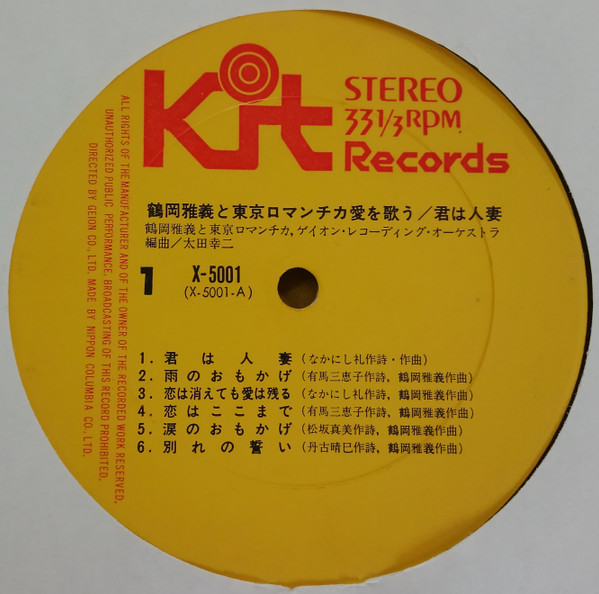 Kit
STEREO
33 1/3 RPM
Records
鶴岡雅義と東京ロマンチカ愛を歌う/君は人妻
鶴岡雅義と東京ロマンチカ,ゲイオン・レコーディング・オーケストラ
編曲/太田幸二
1
X-5001
(X-5001-A)
1. 君は人妻(なかにし礼作詩・作曲)
2. 雨のおもかげ(有馬三恵子作詩,鶴岡雅義作曲)
3. 恋は消えても愛は残る(有馬三恵子作詩,鶴岡雅義作曲)
4. 恋はここまで(有馬三恵子作詩,鶴岡雅義作曲)
5. 涙のおもかげ(松坂真美作詩,鶴岡雅義作曲)
6. 別れの誓い(丹古晴巳作詩,鶴岡雅義作曲)
ALL RIGHTS OF THE MANUFACTURER AND OF THE OWNER OF THE RECORDED WORK RESERVED,
UNAUTHORIZED PUBLIC PERFORMANCE, BROADCASTING OF THIS RECORD PROHIBITED,
DIRECTED BY GEION CO., LTD. MADE BY NIPPON COLUMBIA CO., LTD.